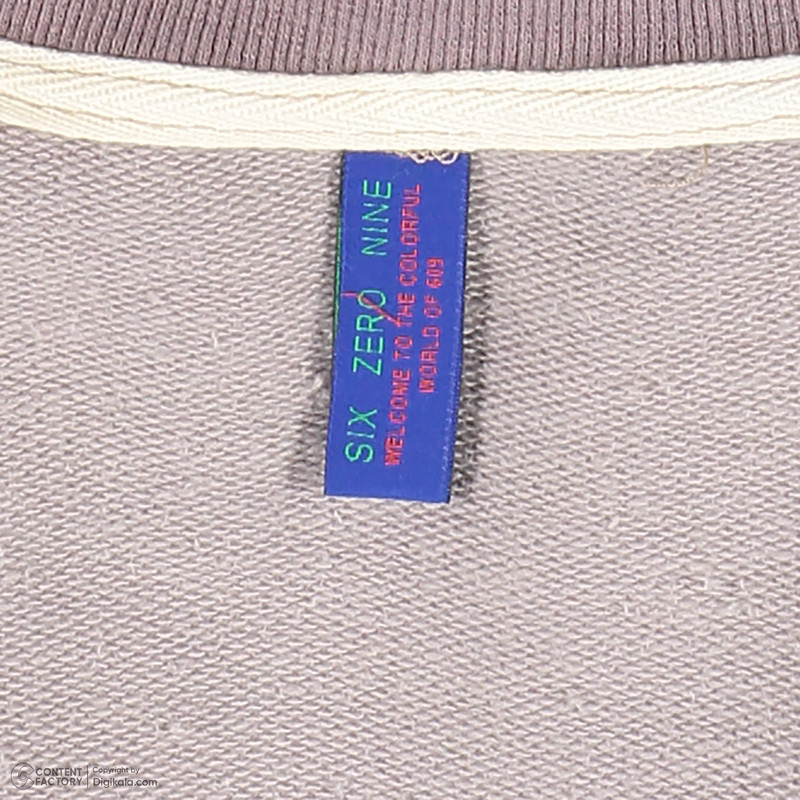 SIX ZERO NINE
WELCOME TO THE COLORFUL
WORLD OF 609
CONTENT FACTORY
Copyright by
Digikala.com